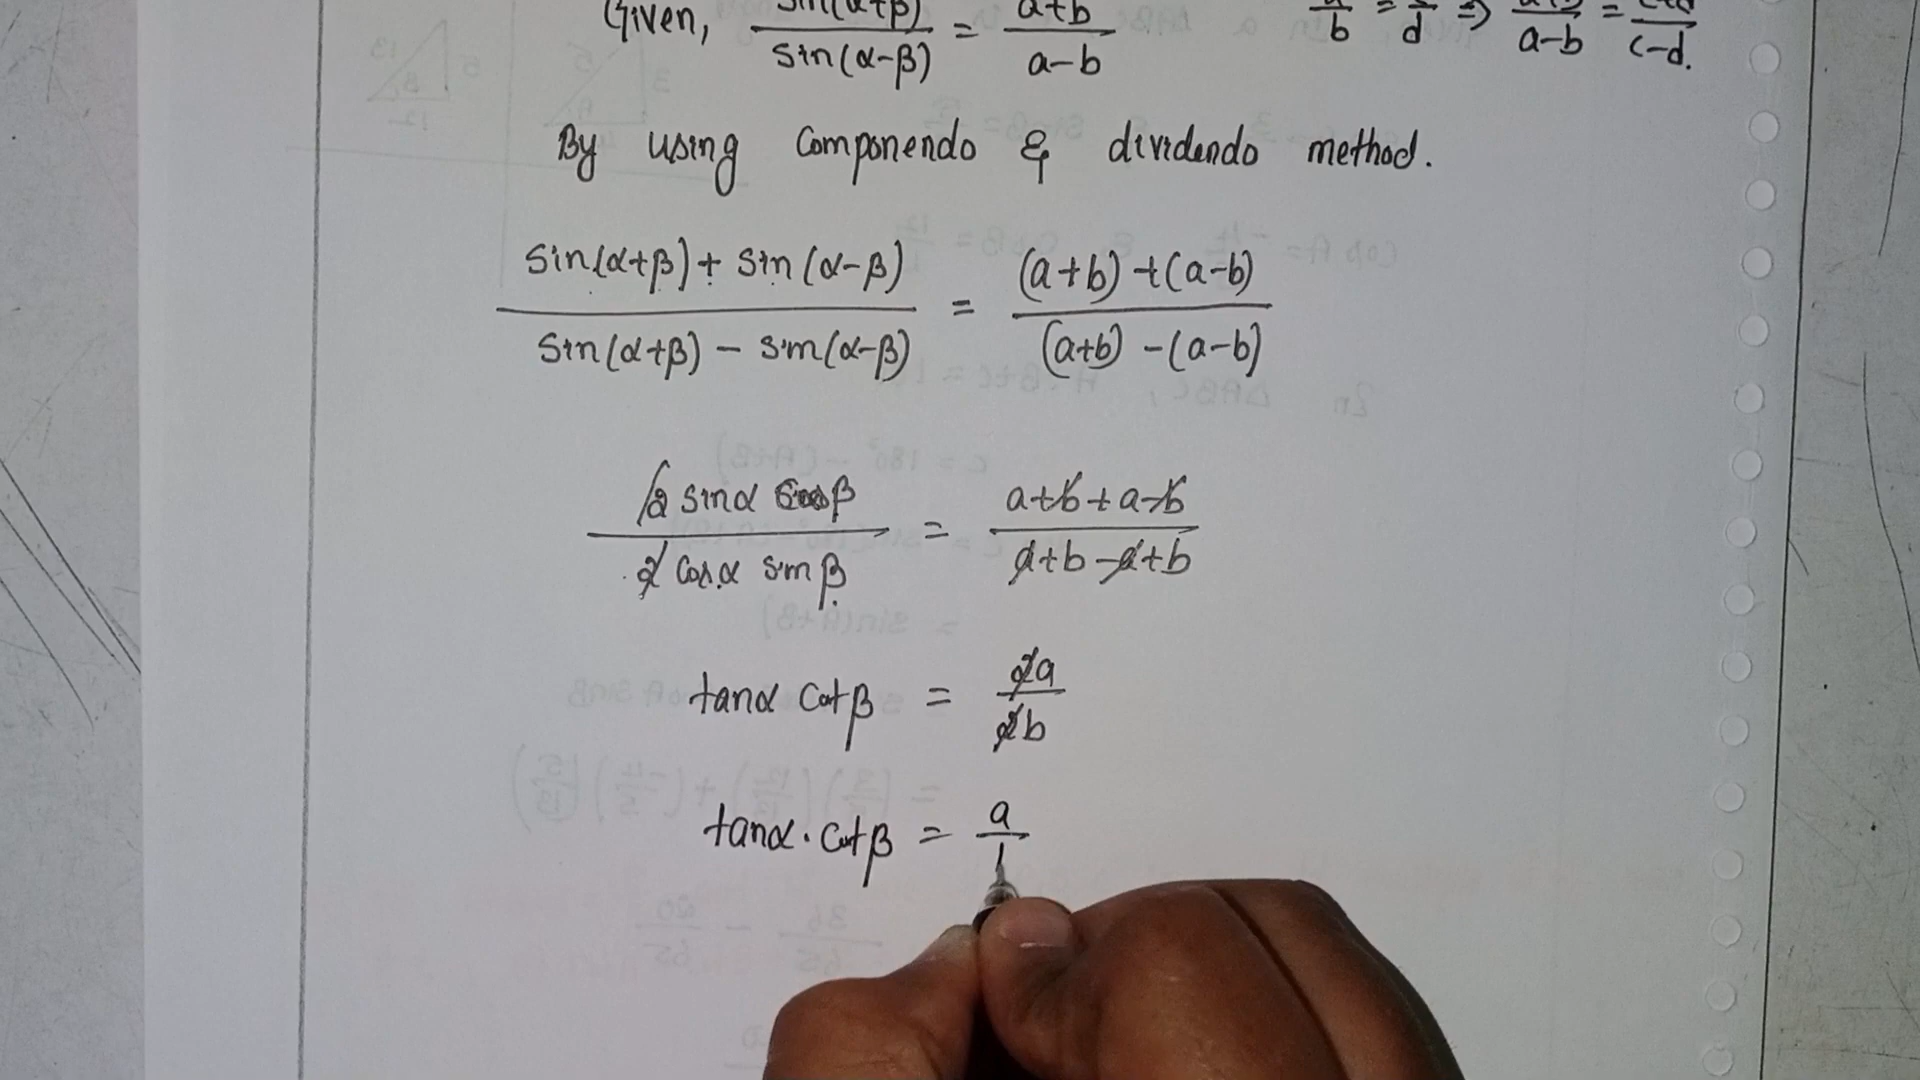 Given, sin(α+β)/sin(α-β) = a+b/a-b
a/b = c/d ⇒ a+b/a-b = c+d/c-d.
By using Componendo & dividendo method.
sin(α+β) + sin(α-β)/sin(α+β) - sin(α-β) = (a+b) + (a-b)/(a+b) - (a-b)
2 sinα cosβ/2 cosα sinβ = a+b+a-b/a+b-a+b
tanα cotβ = 2a/2b
tanα.cotβ = a/